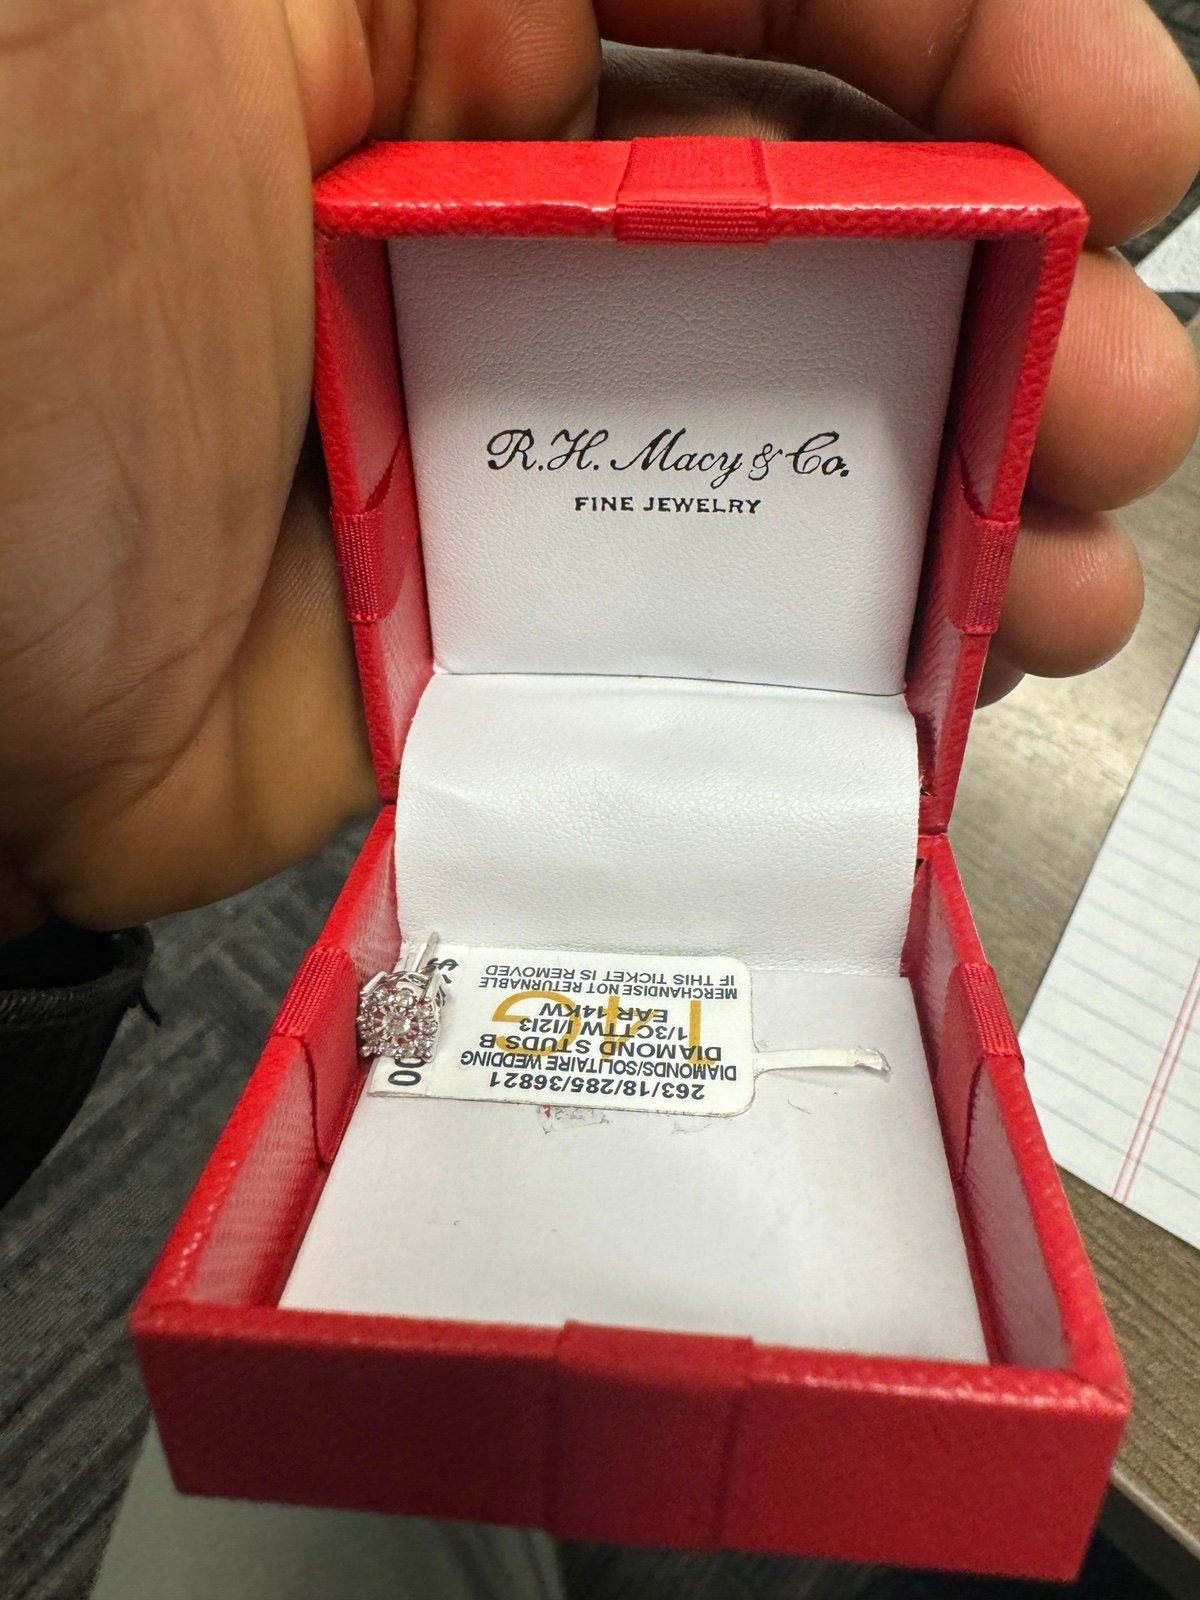 R.H. Macy & Co.
FINE JEWELRY
263/18/285/36821
DIAMONDS/SOLITAIRE WEDDING
DIAMOND STUDS B
1/3CTTW I/I2I3
EAR14KW
MERCHANDISE NOT RETURNABLE
IF THIS TICKET IS REMOVED